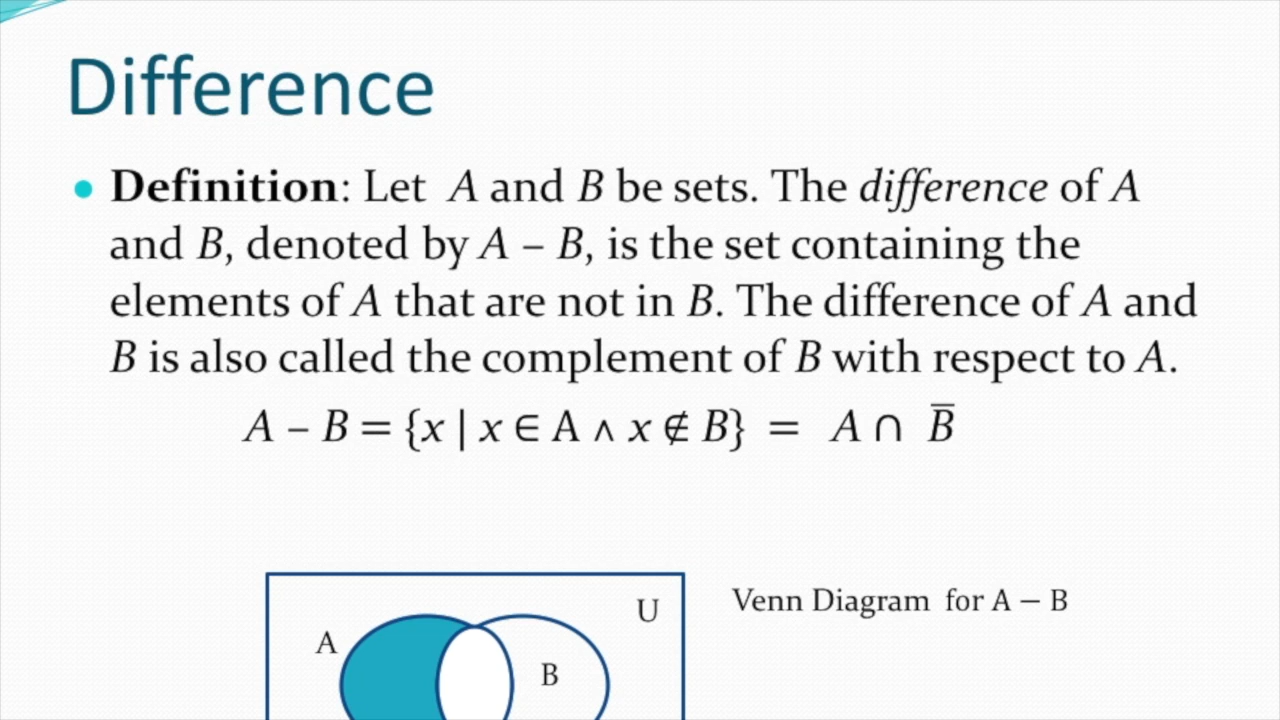 Difference
• Definition: Let A and B be sets. The difference of A
and B, denoted by A – B, is the set containing the
elements of A that are not in B. The difference of A and
B is also called the complement of B with respect to A.
A – B = {x | x ∈ A ∧ x ∉ B} = A ∩ B̅
U
Venn Diagram for A − B
A
B